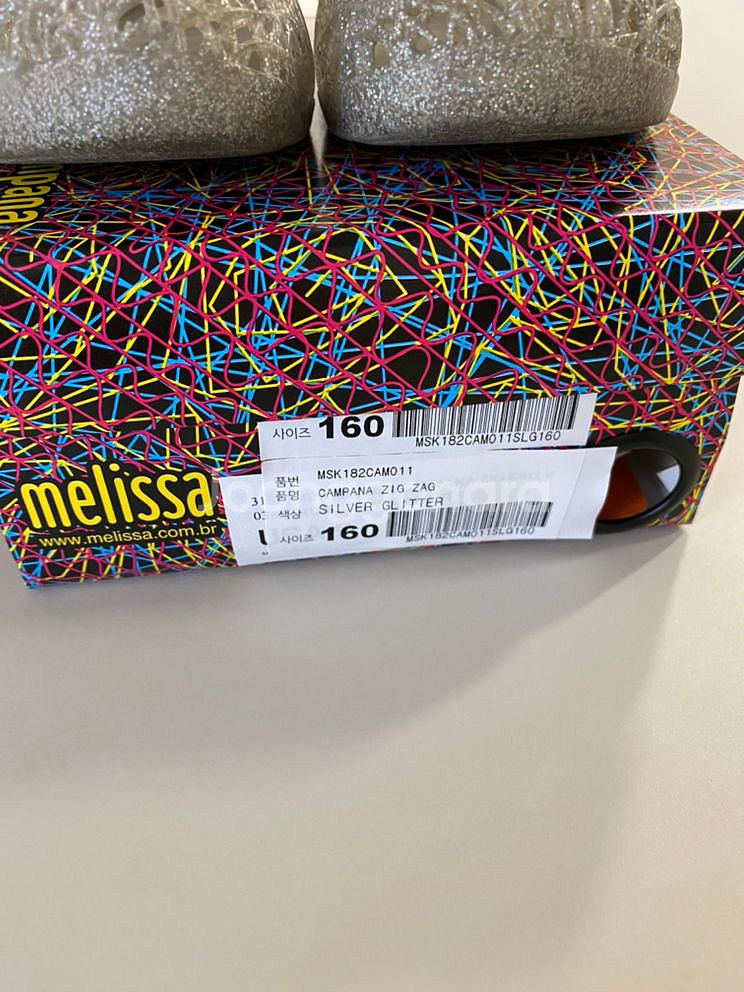 pana
사이즈 160
MSK182CAM011SLG160
melissa
www.melissa.com.br
품번 MSK182CAM011
품명 CAMPANA ZIG ZAG
색상 SILVER GLITTER
사이즈 160
MSK182CAM011SLG160